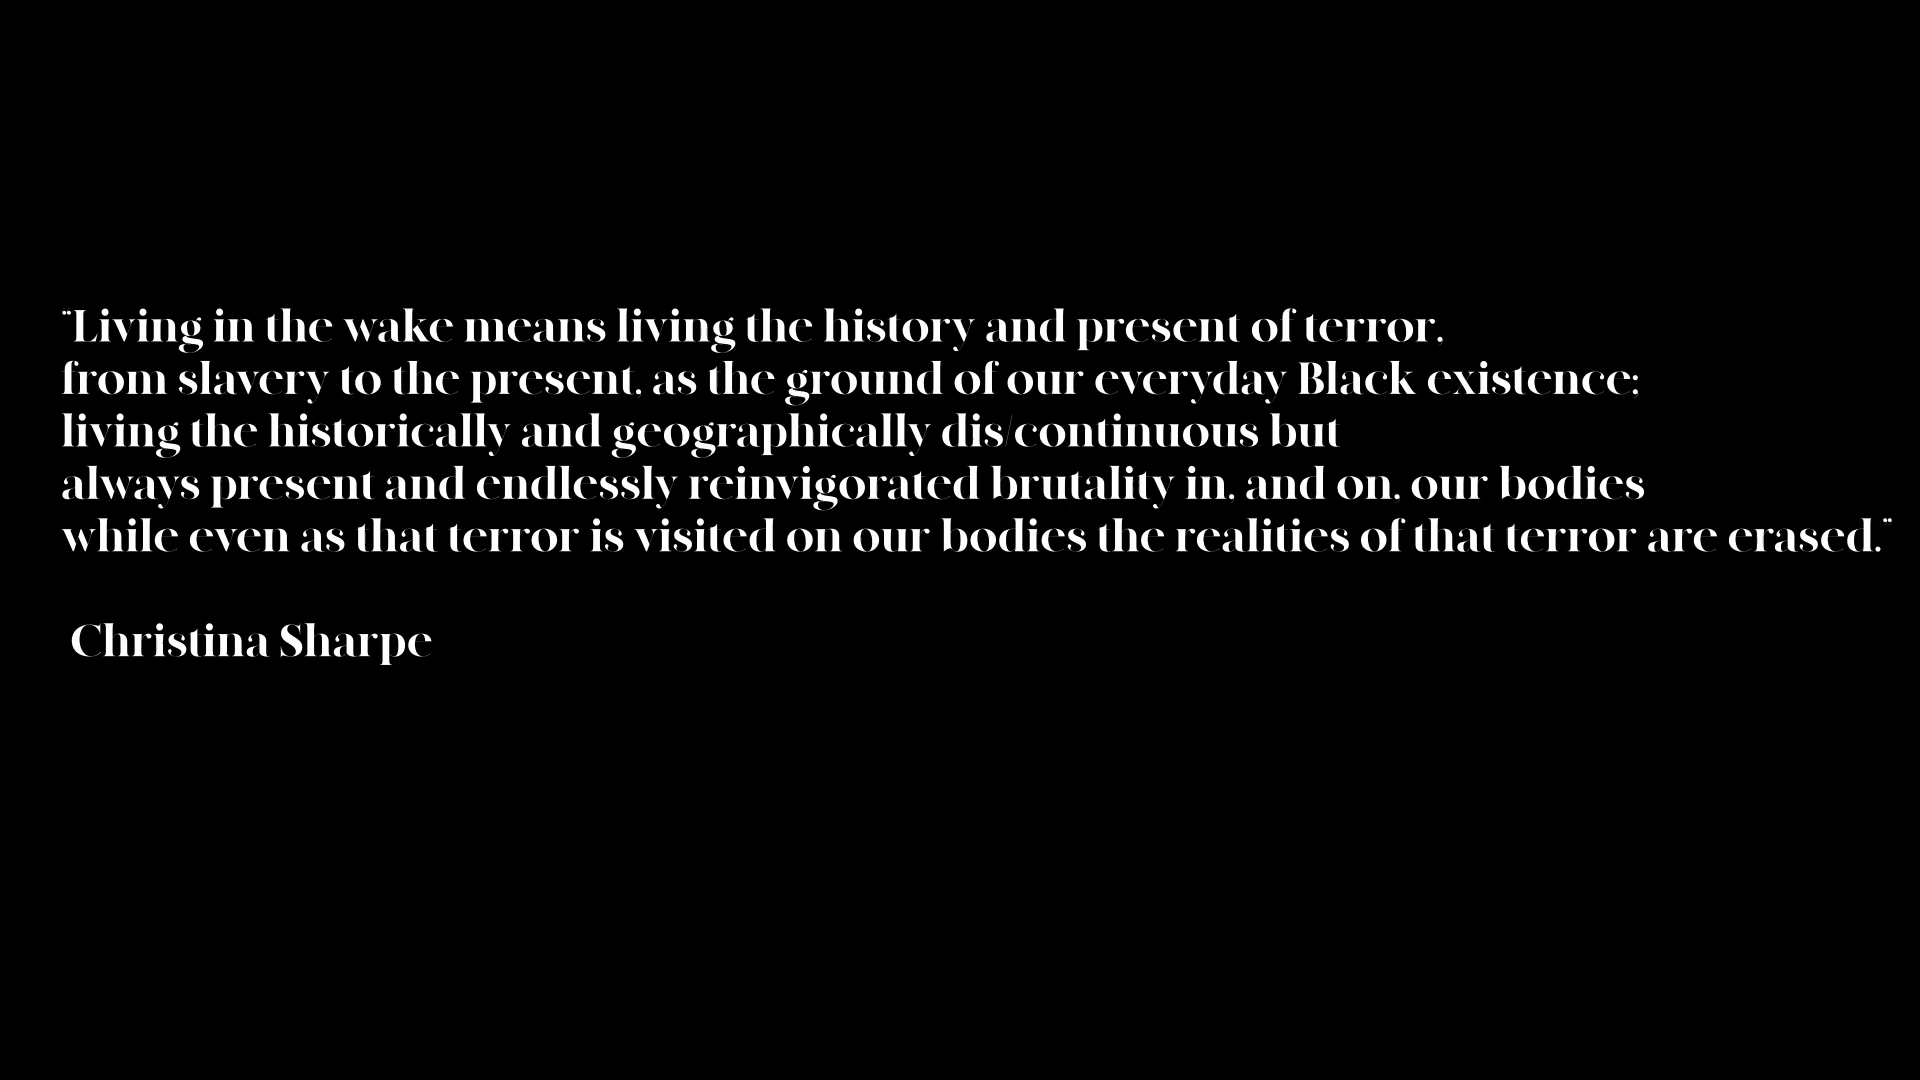 ¨Living in the wake means living the history and present of terror,
from slavery to the present, as the ground of our everyday Black existence;
living the historically and geographically dis/continuous but
always present and endlessly reinvigorated brutality in, and on, our bodies
while even as that terror is visited on our bodies the realities of that terror are erased.¨
Christina Sharpe